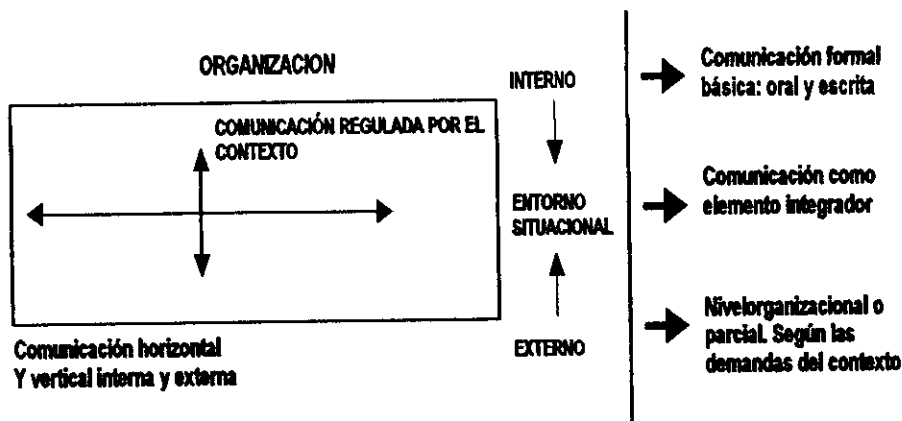 ORGANIZACION
COMUNICACIÓN REGULADA POR EL
CONTEXTO
Comunicación horizontal
Y vertical interna y externa
INTERNO
ENTORNO
SITUACIONAL
EXTERNO
Comunicación formal
básica: oral y escrita
Comunicación como
elemento integrador
Nivelorganizacional o
parcial. Según las
demandas del contexto